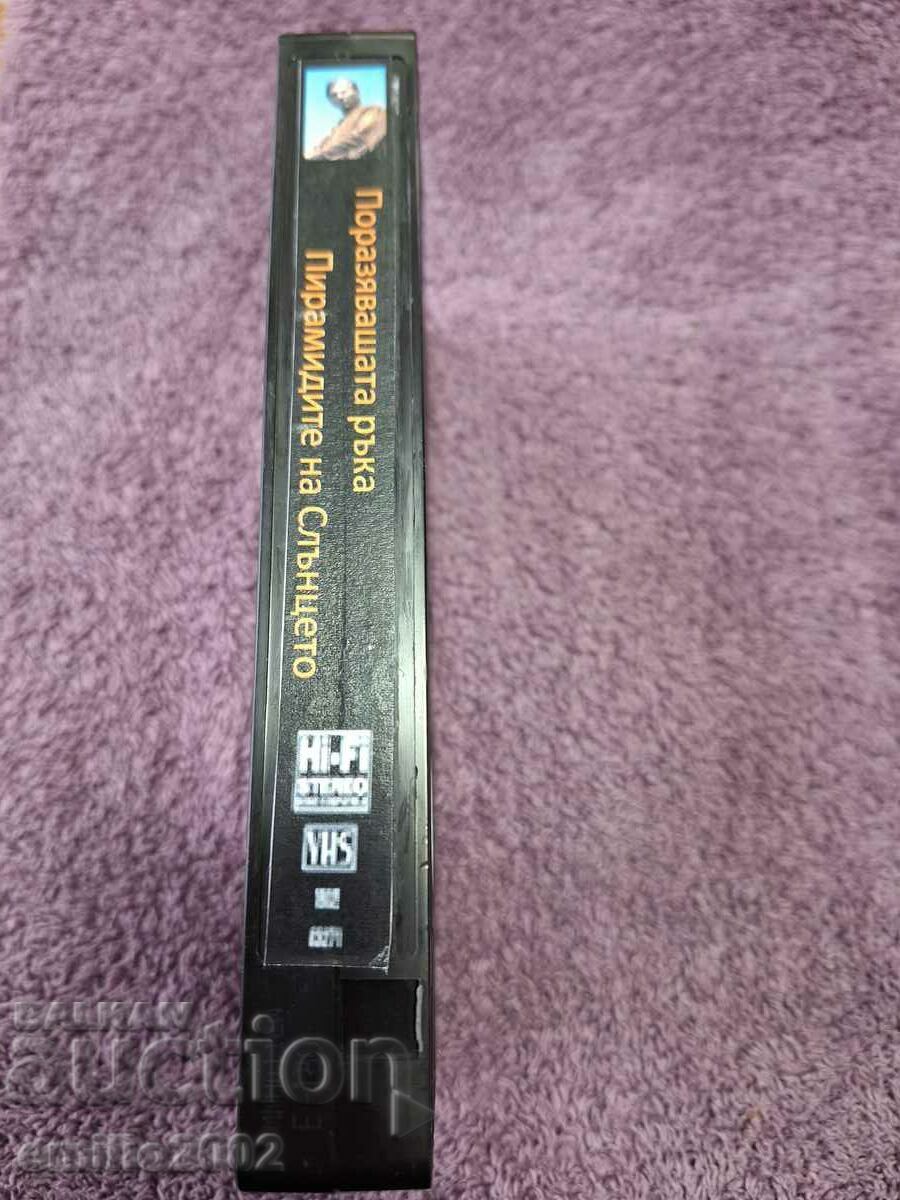 Поразяващата ръка
Пирамидите на Слънцето
Hi-Fi
STEREO
VHS
BALKAN
auction
emilio2002